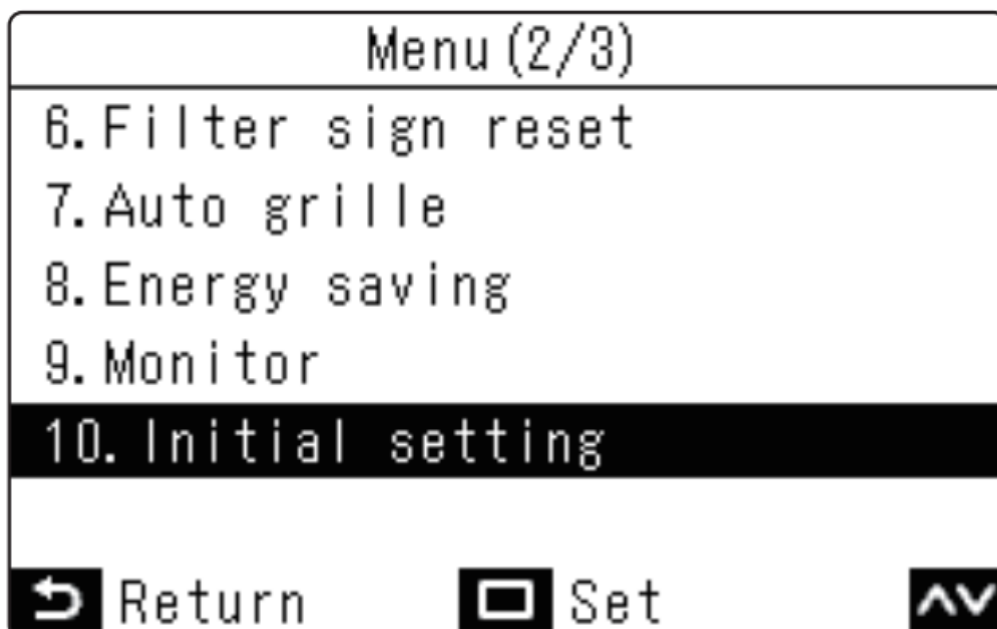 Menu(2/3)
6.Filter sign reset
7.Auto grille
8.Energy saving
9.Monitor
10.Initial setting
Return Set